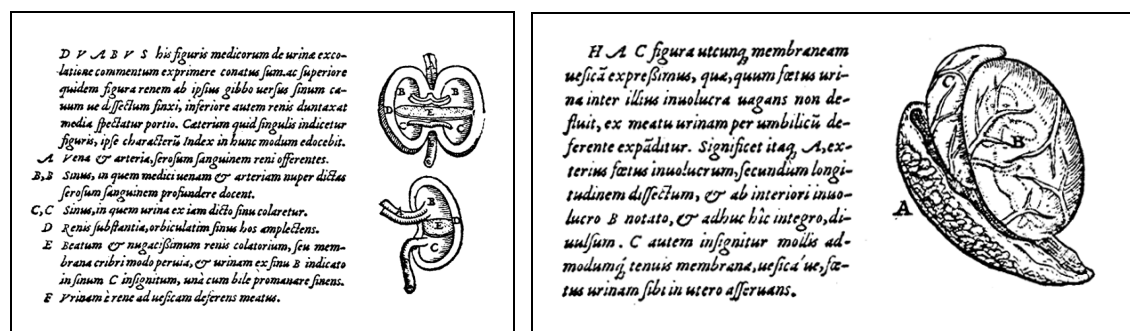 D V A B V S his figuris medicorum de urinæ exco-
latione commentum exprimere conatus sum. ac superiore
quidem figura renem ab ipsius gibbo uersus sinum ca-
uum ue dissectum finxi, inferiore autem renis duntaxat
media spectatur portio. Cæterum quid singulis indicetur
figuris, ipse characterũ Index in hunc modum edocebit.
A Vena & arteria, serosum sanguinem reni offerentes.
B,B Sinus, in quem medici uenam & arteriam nuper dictas
serosum sanguinem profundere docent.
C,C Sinus, in quem urina ex iam dicto sinu colaretur.
D Renis substantia, orbiculatim sinus hos amplectens.
E Beatum & nugacissimum renis colatorium, seu mem-
brana cribri modo peruia, & urinam ex sinu B indicato
in sinum C insignitum, unà cum bile promanare sinens.
F Vrinam è rene ad uesicam deferens meatus.
B B
D E
C
B
D
E
C
H A C figura utcunq; membraneam
uesicã expreßimus, quæ, quum fœtus uri-
na inter illius inuolucra uagans non de-
fluit, ex meatu urinam per umbilicũ de-
ferente expãditur. Significet itaq; A, ex-
terius fœtus inuolucrum, secundum longi-
tudinem dissectum, & ab interiori inuo-
lucro B notato, & adhuc hîc integro, di-
uulsum. C autem insignitur mollis ad-
modumq́; tenuis membrana, uesica'ue, fœ-
tus urinam sibi in utero asseruans.
C
B
A